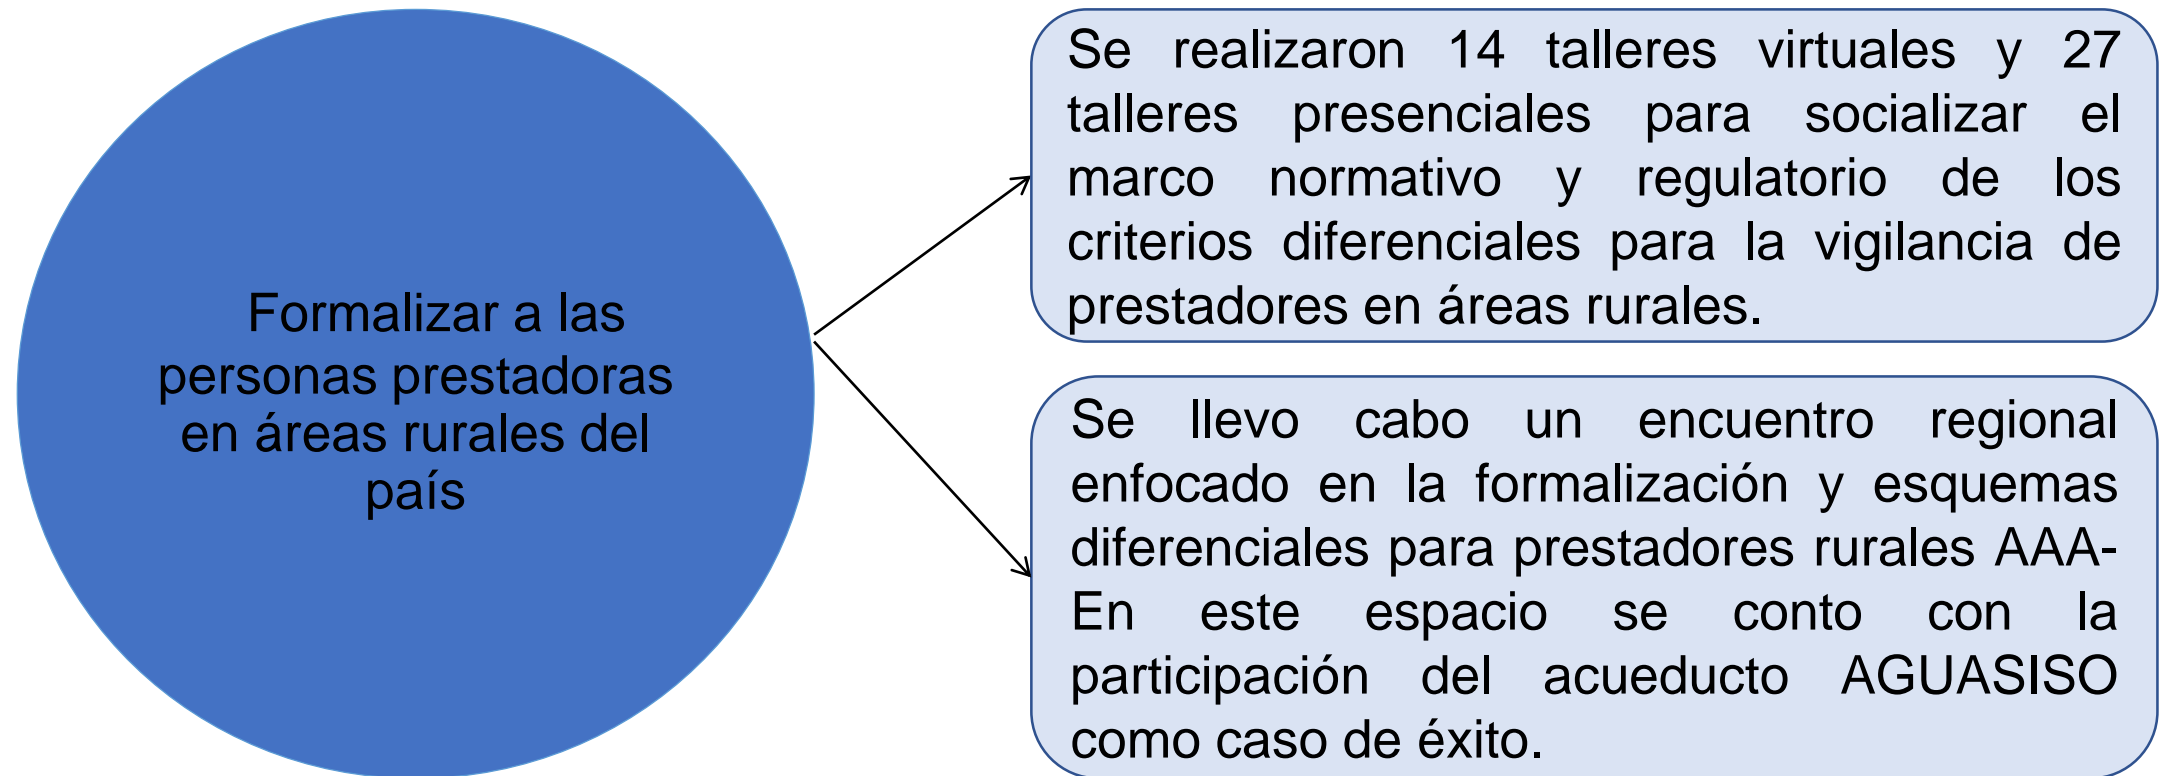 Formalizar a las
personas prestadoras
en áreas rurales del
país
Se realizaron 14 talleres virtuales y 27
talleres presenciales para socializar el
marco normativo y regulatorio de los
criterios diferenciales para la vigilancia de
prestadores en áreas rurales.
Se llevo cabo un encuentro regional
enfocado en la formalización y esquemas
diferenciales para prestadores rurales AAA-
En este espacio se conto con la
participación del acueducto AGUASISO
como caso de éxito.